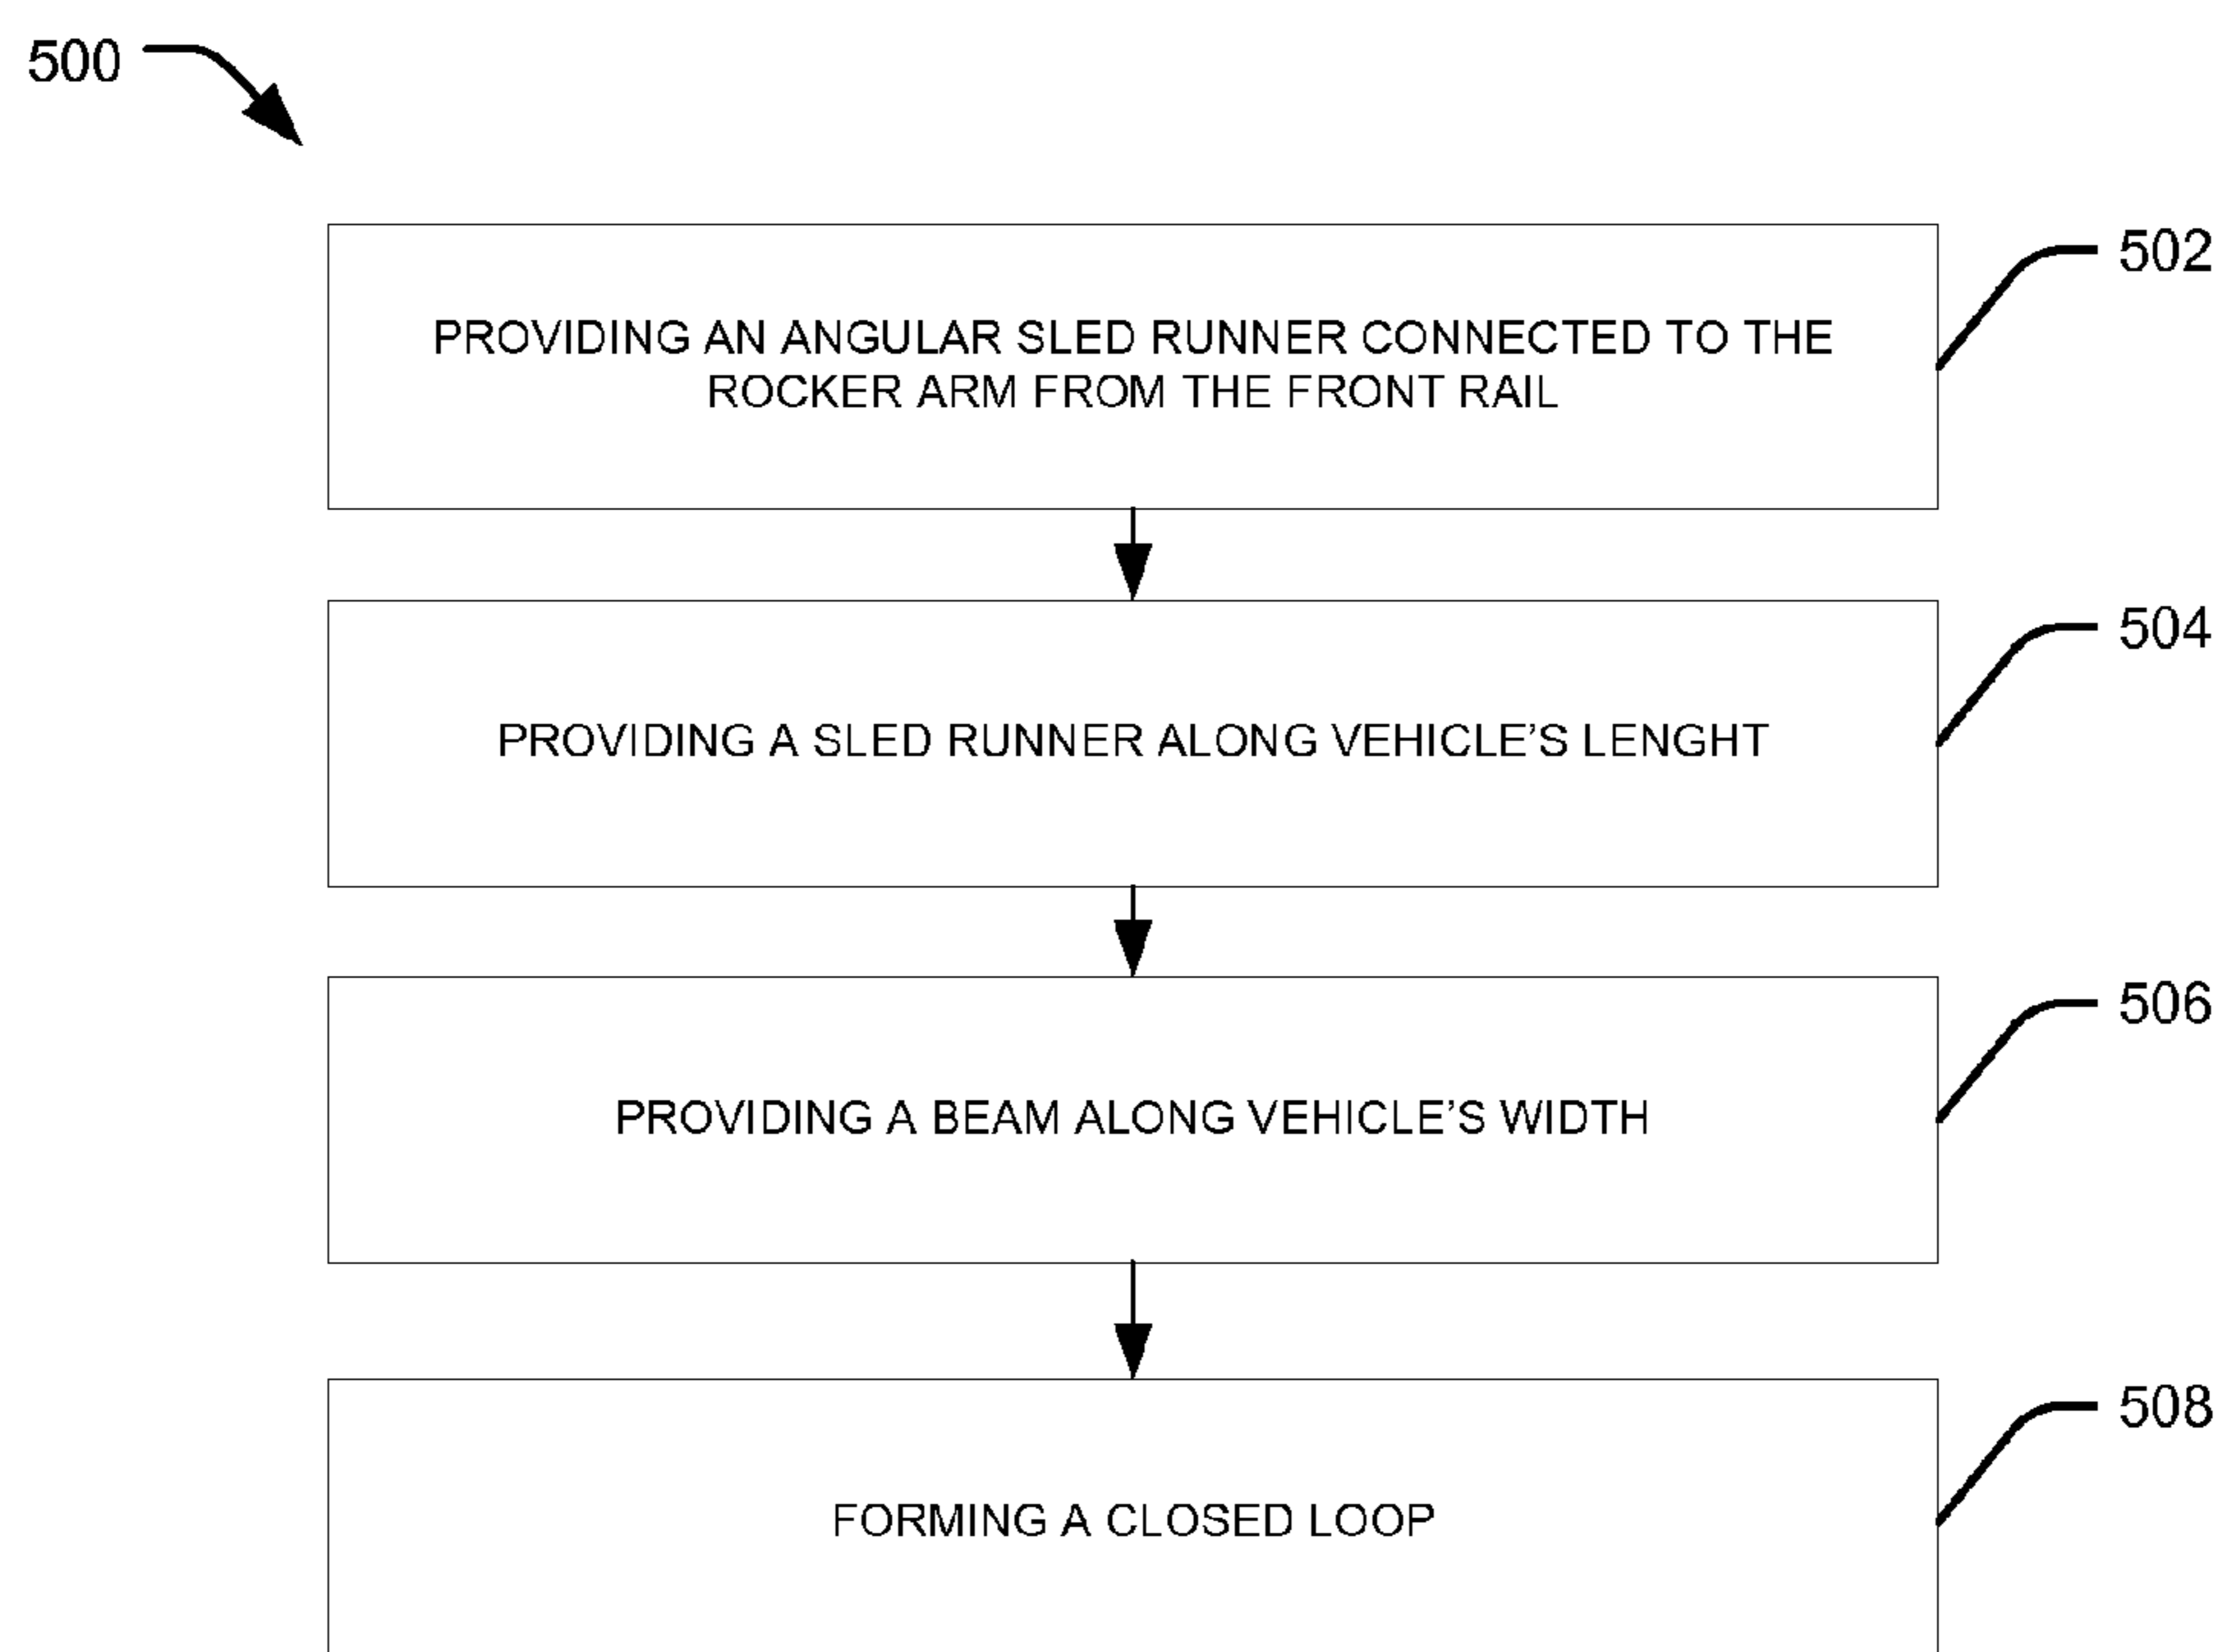 500
502
PROVIDING AN ANGULAR SLED RUNNER CONNECTED TO THE
ROCKER ARM FROM THE FRONT RAIL
504
PROVIDING A SLED RUNNER ALONG VEHICLE’S LENGHT
506
PROVIDING A BEAM ALONG VEHICLE’S WIDTH
508
FORMING A CLOSED LOOP